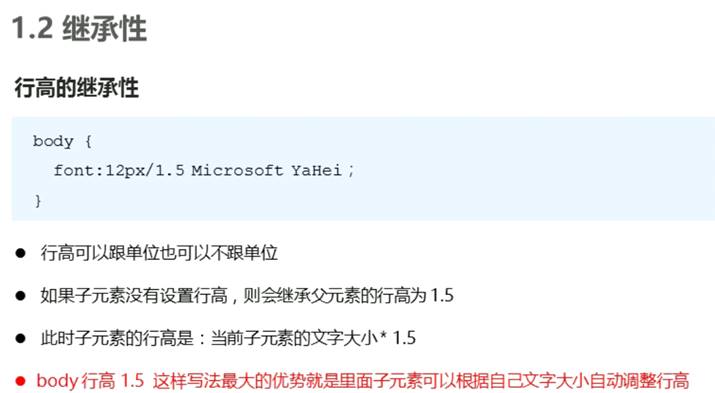 1.2 继承性
行高的继承性
body {
font:12px/1.5 Microsoft YaHei；
}
● 行高可以跟单位也可以不跟单位
● 如果子元素没有设置行高，则会继承父元素的行高为 1.5
● 此时子元素的行高是：当前子元素的文字大小 * 1.5
● body 行高 1.5 这样写法最大的优势就是里面子元素可以根据自己文字大小自动调整行高